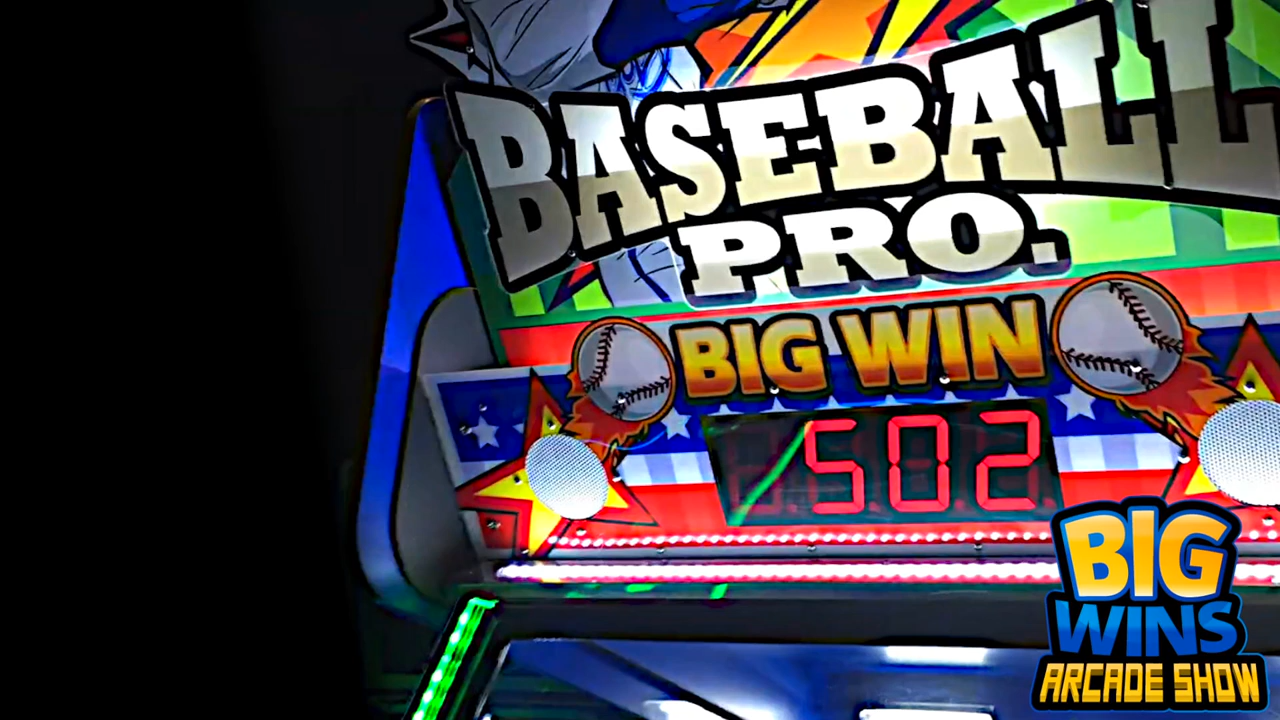 BASEBALL
PRO.
BIG WIN
502
BIG
WINS
ARCADE SHOW